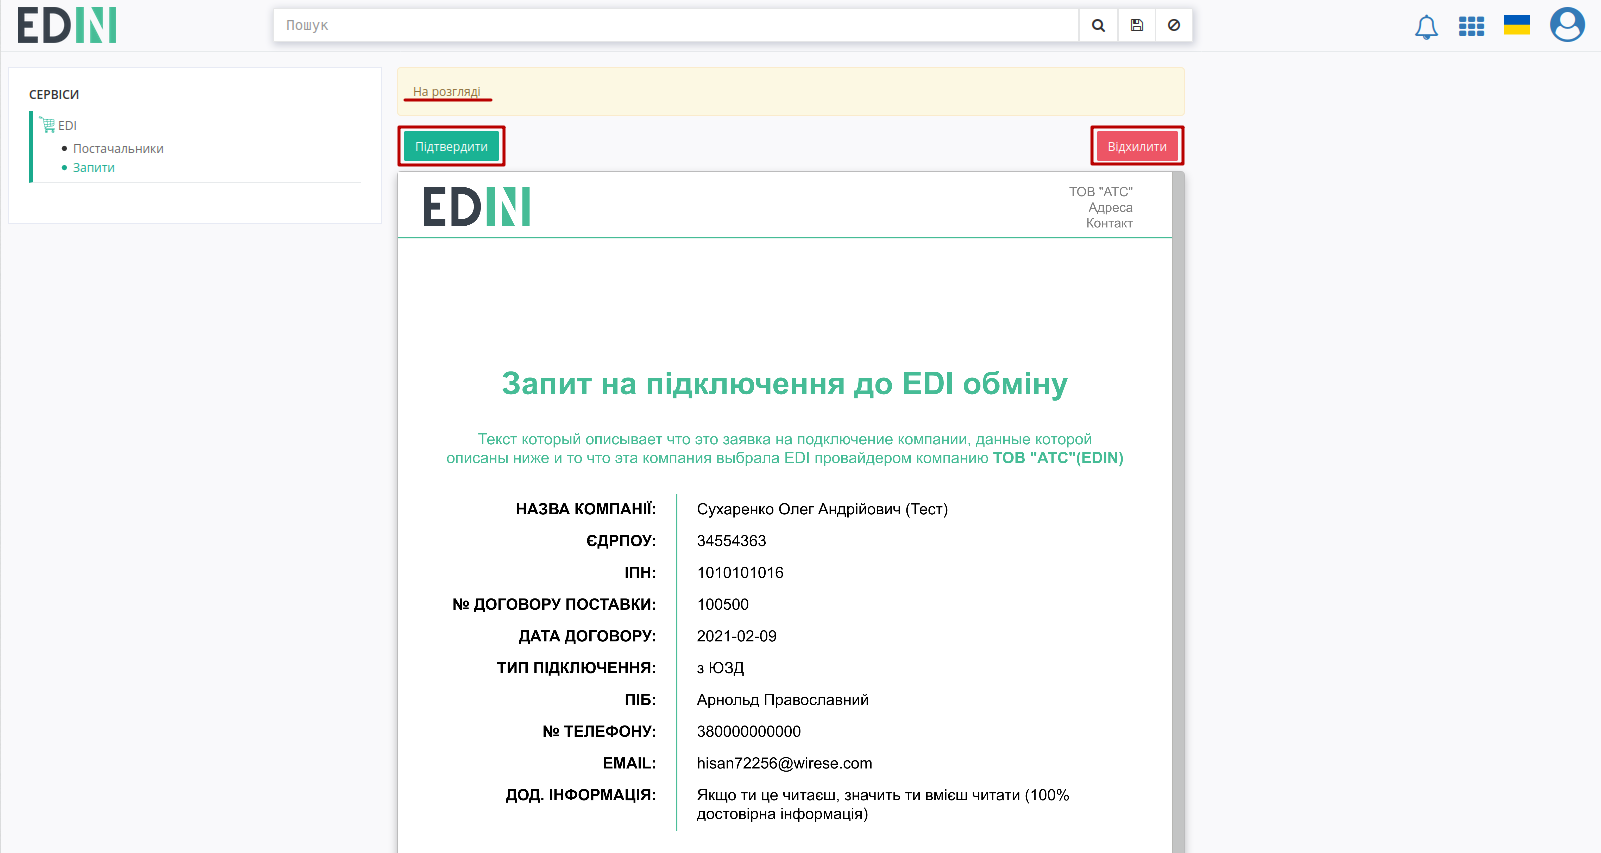 EDIN
Пошук
СЕРВІСИ
EDI
Постачальники
Запити
На розгляді
Підтвердити
Відхилити
EDIN
ТОВ "АТС"
Адреса
Контакт
Запит на підключення до EDI обміну
Текст который описывает что это заявка на подключение компании, данные которой
описаны ниже и то что эта компания выбрала EDI провайдером компанию ТОВ "АТС"(EDIN)
НАЗВА КОМПАНІЇ: Сухаренко Олег Андрійович (Тест)
ЄДРПОУ: 34554363
ІПН: 1010101016
№ ДОГОВОРУ ПОСТАВКИ: 100500
ДАТА ДОГОВОРУ: 2021-02-09
ТИП ПІДКЛЮЧЕННЯ: з ЮЗД
ПІБ: Арнольд Православний
№ ТЕЛЕФОНУ: 380000000000
EMAIL: hisan72256@wirese.com
ДОД. ІНФОРМАЦІЯ: Якщо ти це читаєш, значить ти вмієш читати (100%
достовірна інформація)